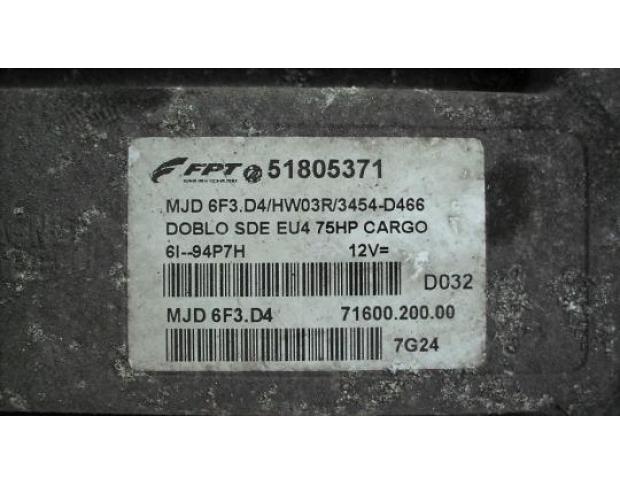 FPT 51805371
MJD 6F3.D4/HW03R/3454-D466
DOBLO SDE EU4 75HP CARGO
6I--94P7H 12V=
D032
MJD 6F3.D4 71600.200.00
7G24